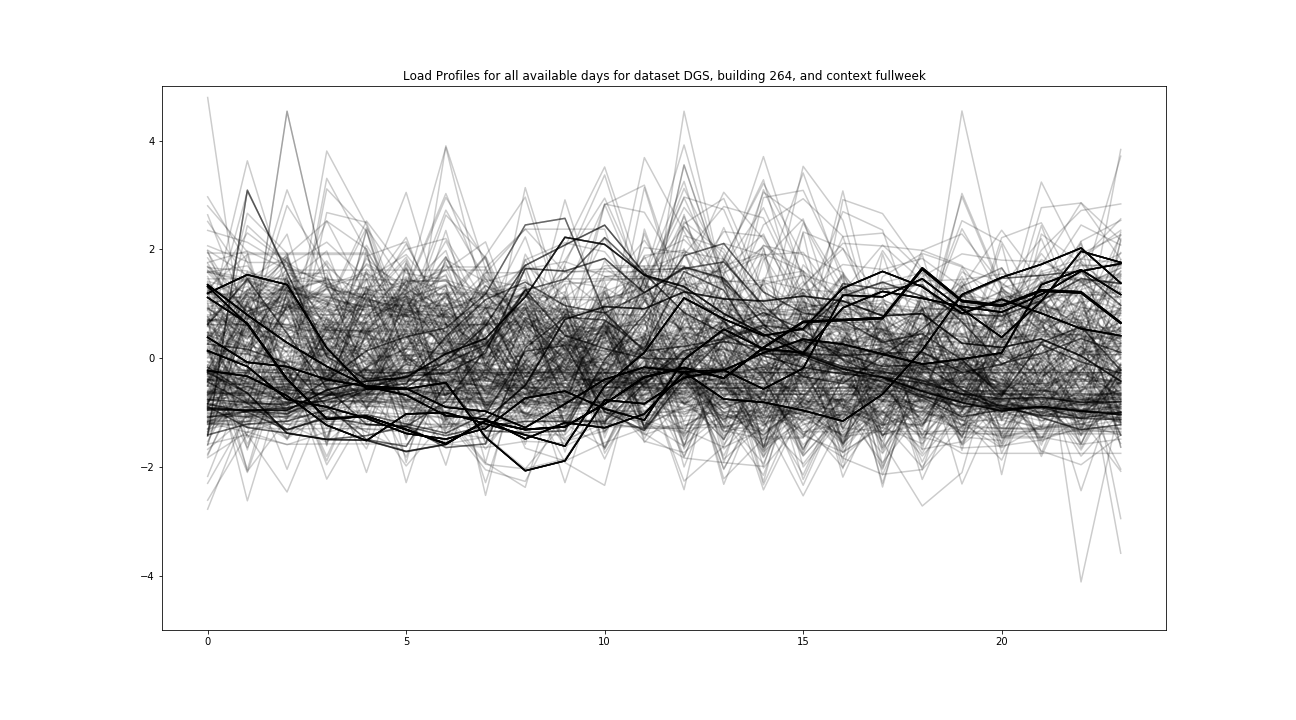 Load Profiles for all available days for dataset DGS, building 264, and context fullweek
4
2
0
−2
−4
0 5 10 15 20